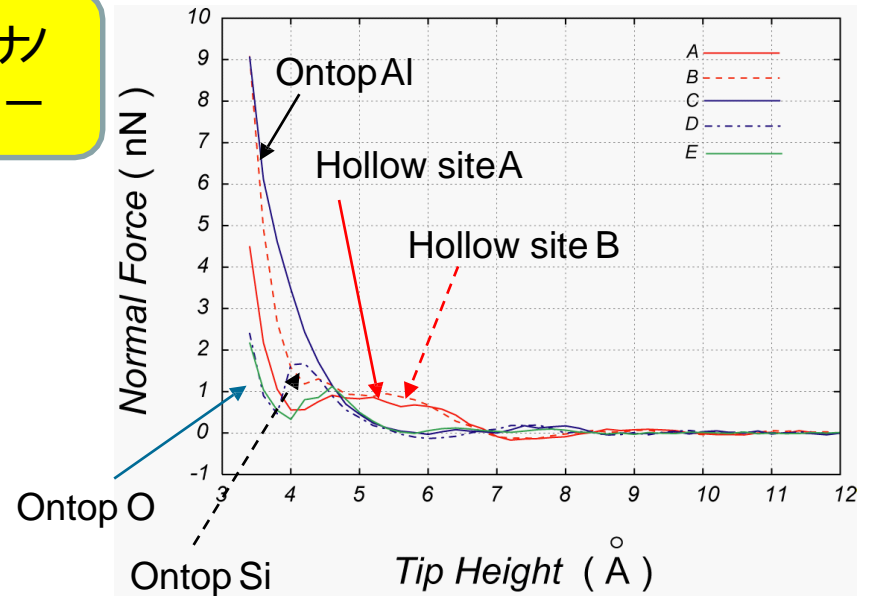 ナノ
ー
10
9
8
7
6
5
4
3
2
1
0
-1
Normal Force ( nN )
A
B
C
D
E
Ontop Al
Hollow site A
Hollow site B
Ontop O
Ontop Si
3 4 5 6 7 8 9 10 11 12
Tip Height ( Å )